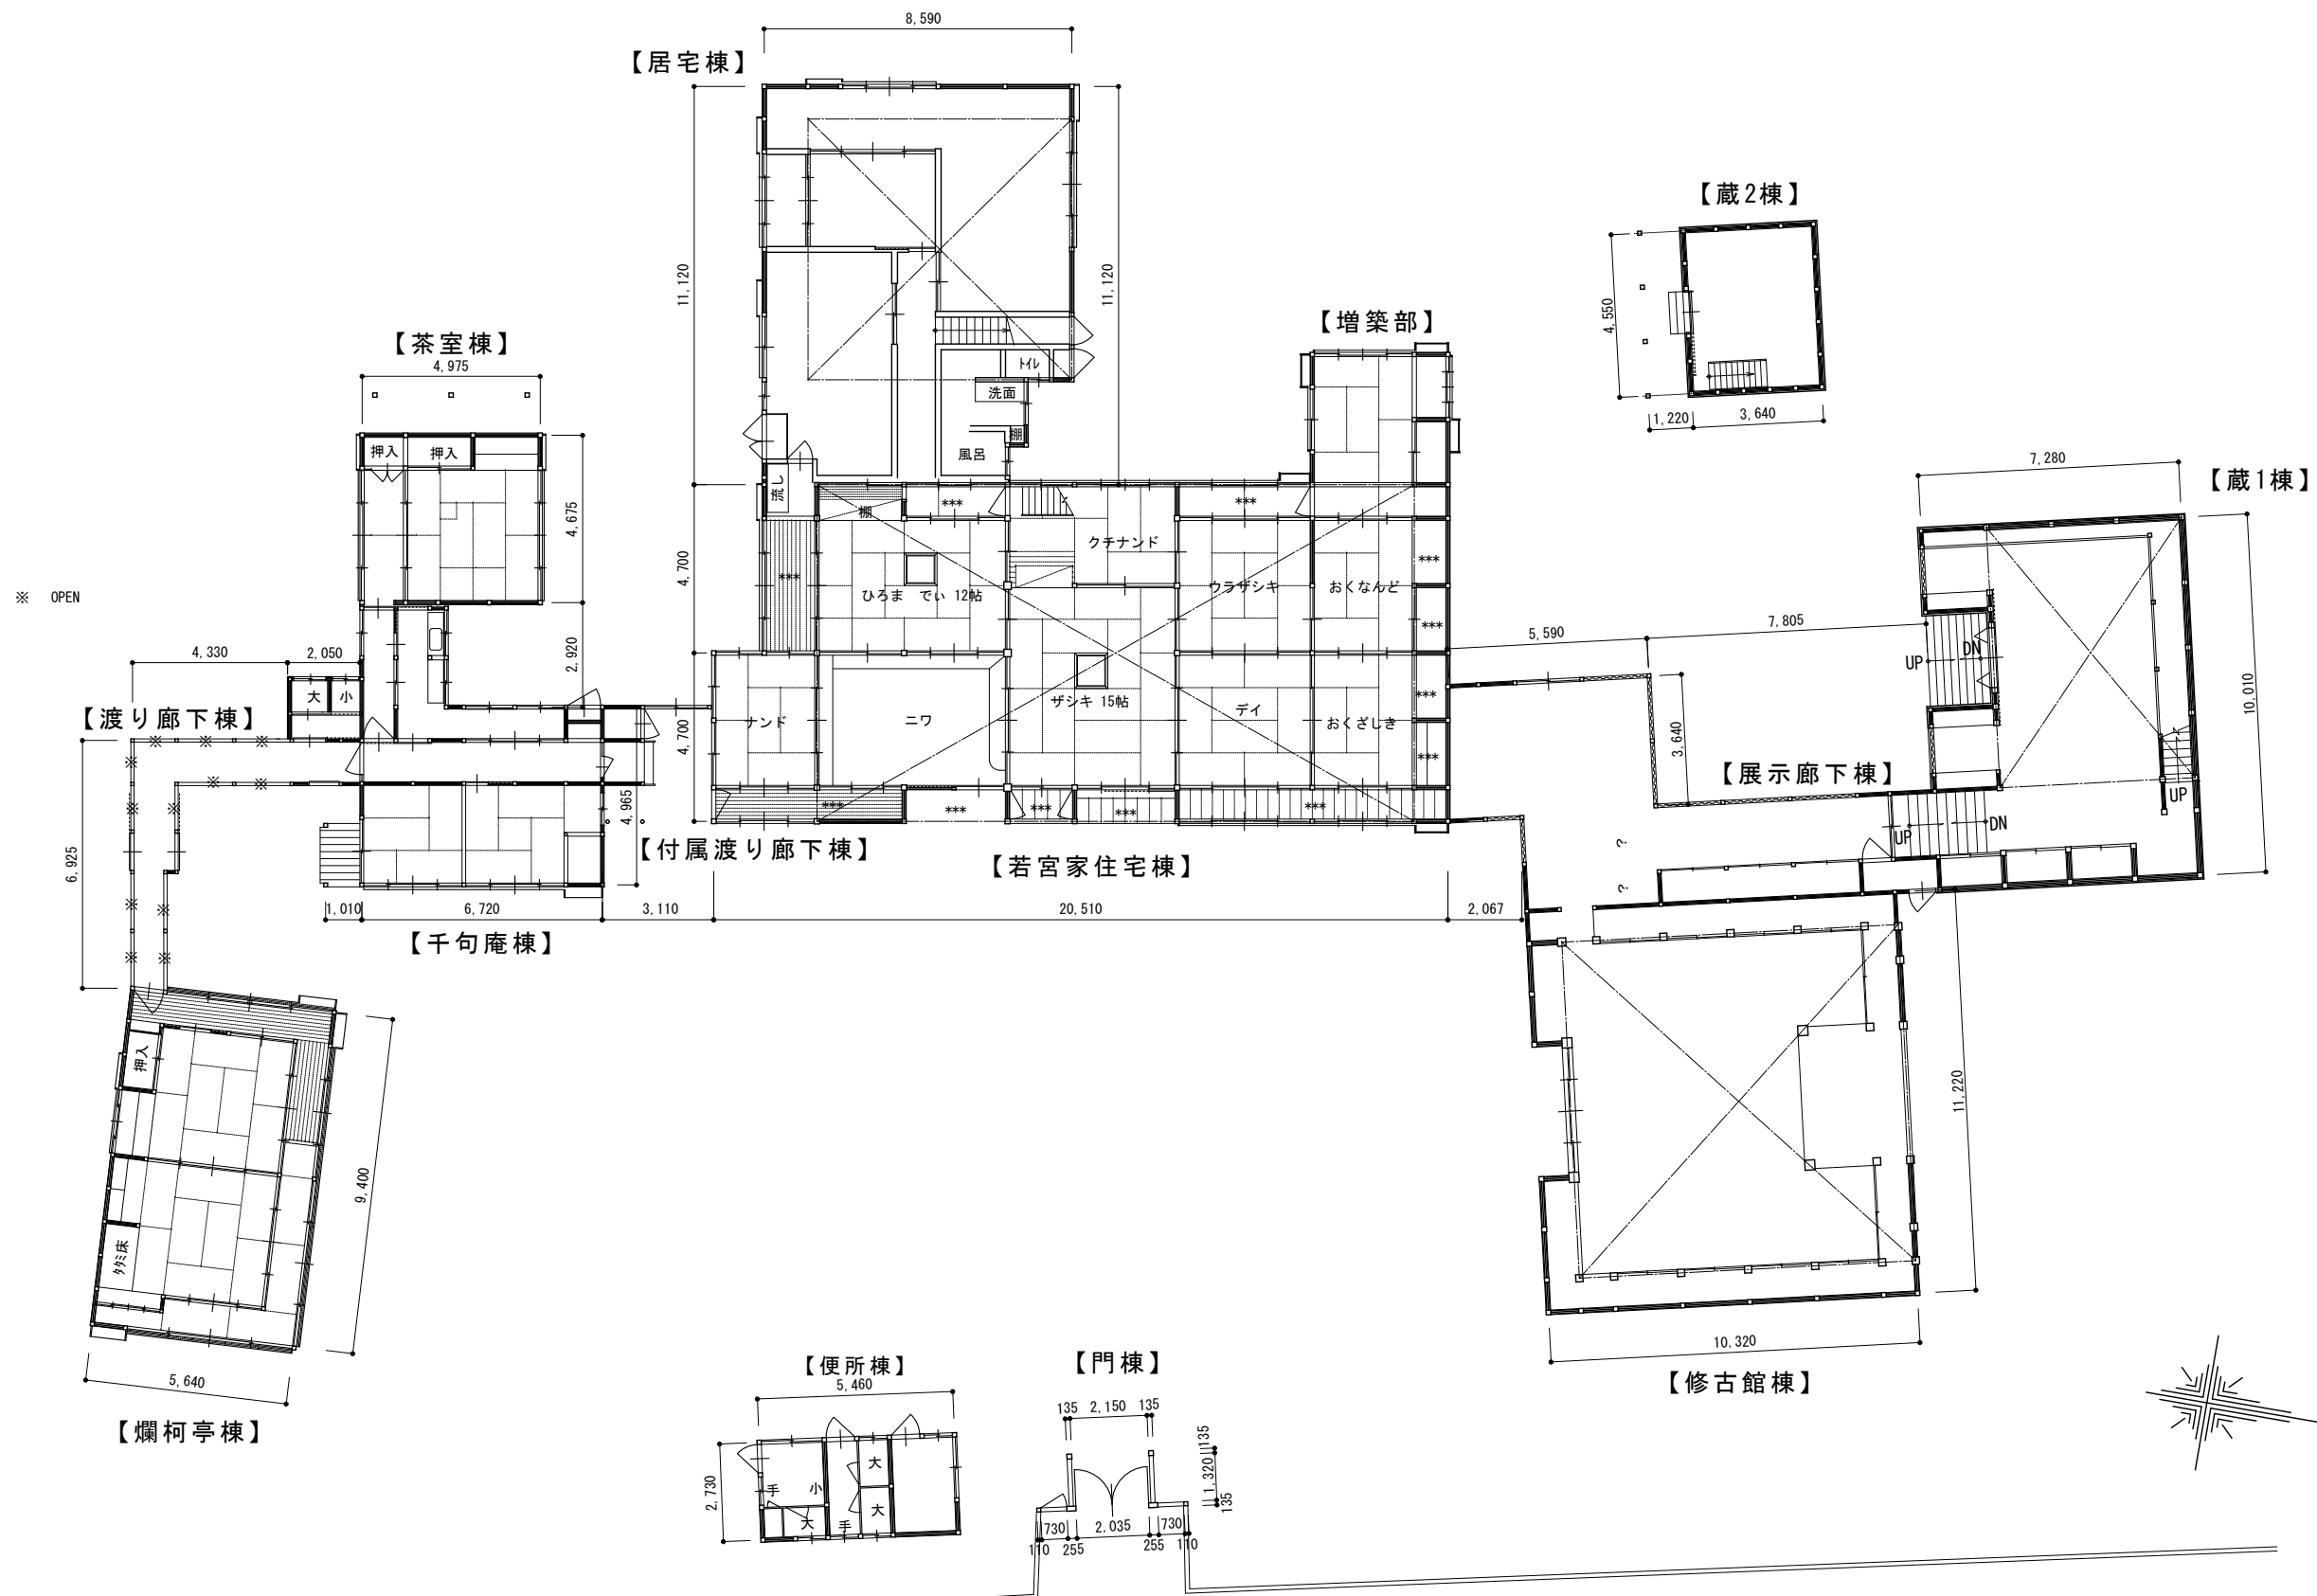 8,590
【居宅棟】
11,120
11,120
【蔵2棟】
4,550
1,220
3,640
【増築部】
【茶室棟】
4,975
押入
押入
4,675
2,920
トイレ
洗面
棚
風呂
流し
棚
***
***
***
クチナンド
ひろま でぃ 12帖
ウラザシキ
おくなんど
***
***
***
***
4,700
4,700
ナンド
ニワ
ザシキ 15帖
デイ
おくざしき
***
***
***
***
***
※ OPEN
4,330
2,050
大
小
【渡り廊下棟】
※
※
※
※
※
※
※
※
※
※
※
※
6,925
4,965
【付属渡り廊下棟】
【若宮家住宅棟】
1,010
6,720
3,110
20,510
2,067
【千句庵棟】
7,280
【蔵1棟】
10,010
5,590
7,805
3,640
UP
DN
UP
【展示廊下棟】
UP
DN
?
?
11,220
10,320
【修古館棟】
押入
タタミ床
9,400
5,640
【爛柯亭棟】
【便所棟】
5,460
2,730
手
小
大
手
大
大
【門棟】
135
2,150
135
135
1,320
135
730
2,035
730
110
255
255
110